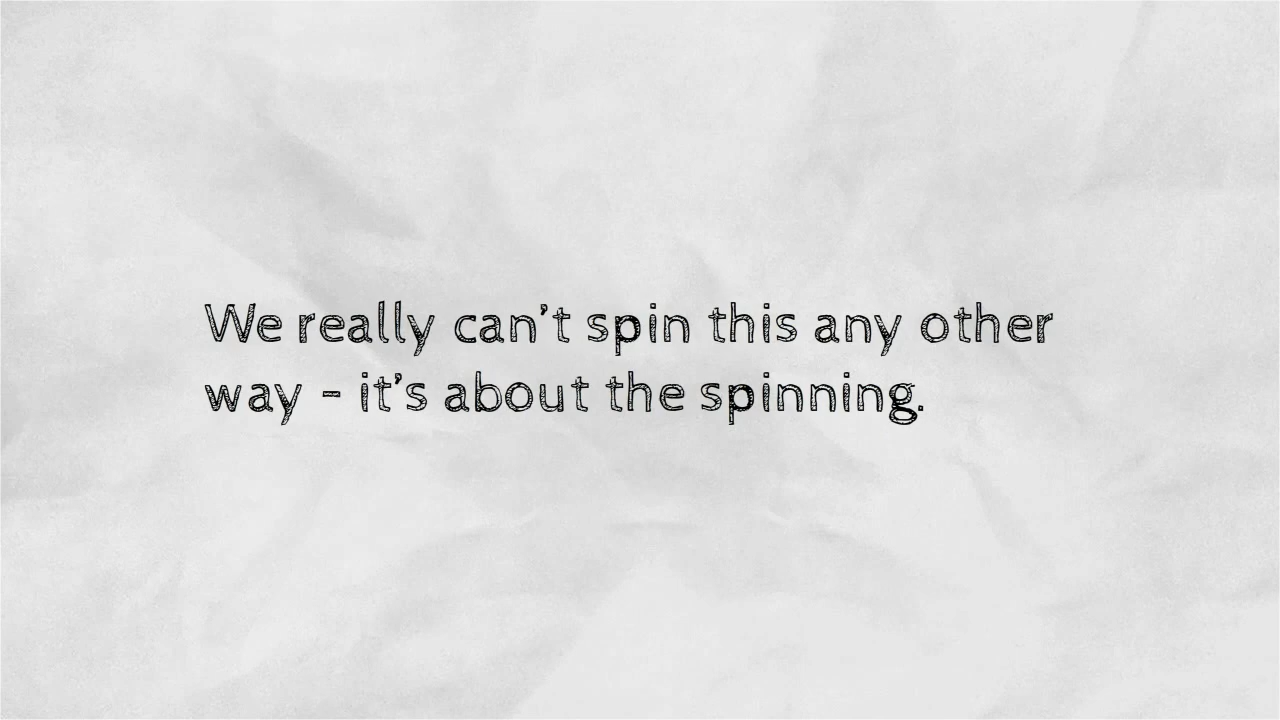 We really can’t spin this any other
way - it’s about the spinning.